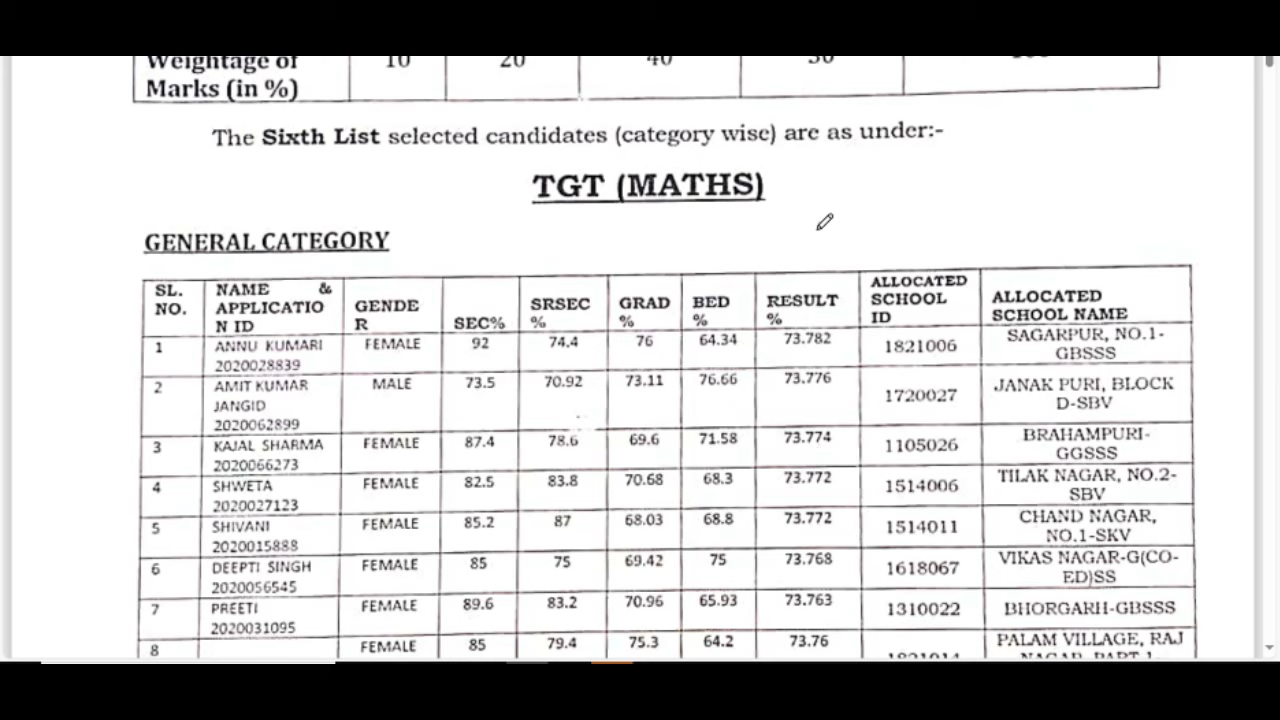 Weightage of
Marks (in %)
10
20
40
30
The Sixth List selected candidates (category wise) are as under:-
TGT (MATHS)
GENERAL CATEGORY
SL. NO. NAME & APPLICATIO N ID GENDE R SEC% SRSEC % GRAD % BED % RESULT % ALLOCATED SCHOOL ID ALLOCATED SCHOOL NAME
1 ANNU KUMARI 2020028839 FEMALE 92 74.4 76 64.34 73.782 1821006 SAGARPUR, NO.1-GBSSS
2 AMIT KUMAR JANGID 2020062899 MALE 73.5 70.92 73.11 76.66 73.776 1720027 JANAK PURI, BLOCK D-SBV
3 KAJAL SHARMA 2020066273 FEMALE 87.4 78.6 69.6 71.58 73.774 1105026 BRAHAMPURI-GGSSS
4 SHWETA 2020027123 FEMALE 82.5 83.8 70.68 68.3 73.772 1514006 TILAK NAGAR, NO.2-SBV
5 SHIVANI 2020015888 FEMALE 85.2 87 68.03 68.8 73.772 1514011 CHAND NAGAR, NO.1-SKV
6 DEEPTI SINGH 2020056545 FEMALE 85 75 69.42 75 73.768 1618067 VIKAS NAGAR-G(CO-ED)SS
7 PREETI 2020031095 FEMALE 89.6 83.2 70.96 65.93 73.763 1310022 BHORGARH-GBSSS
8 FEMALE 85 79.4 75.3 64.2 73.76 PALAM VILLAGE, RAJ